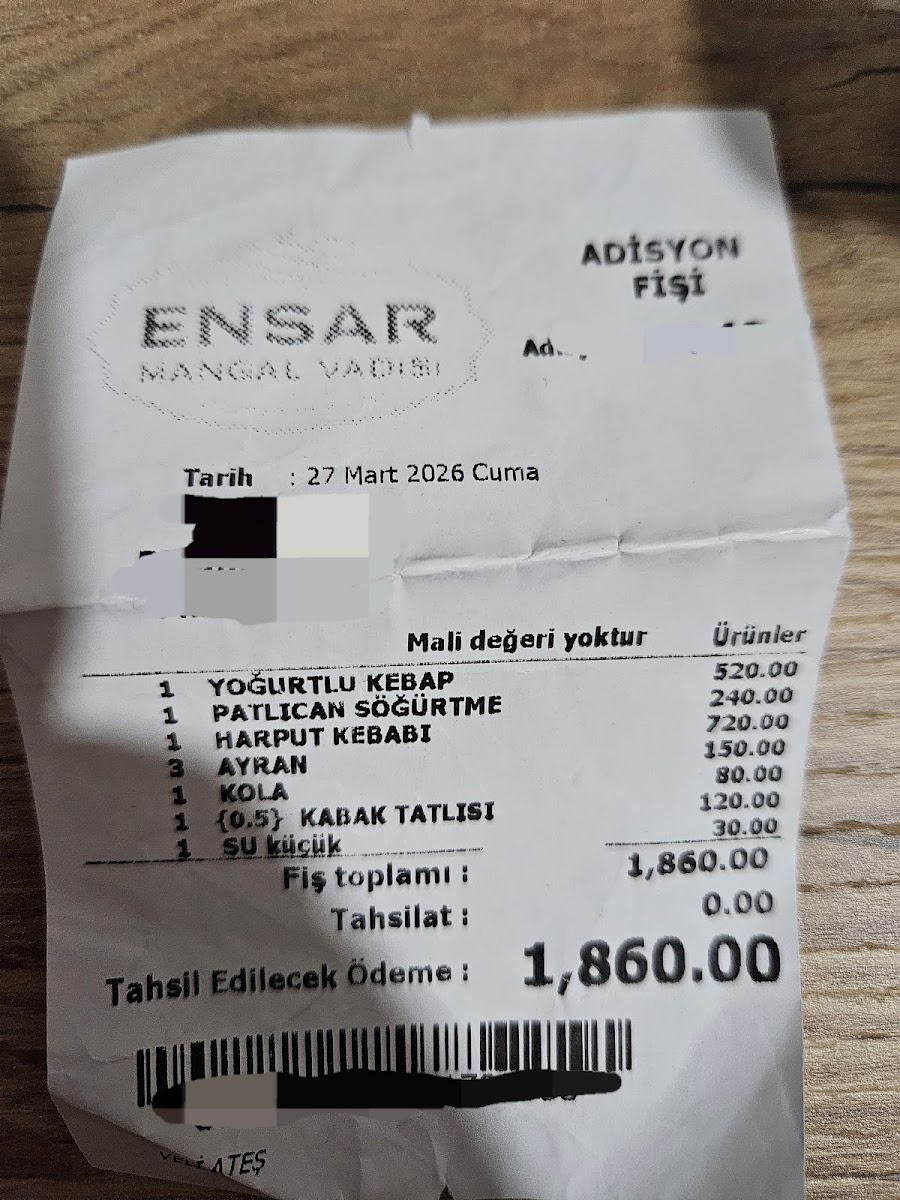 ENSAR
MANGAL VADISI
ADİSYON
FİŞİ
Tarih : 27 Mart 2026 Cuma
Mali değeri yoktur Ürünler
1 YOĞURTLU KEBAP 520.00
1 PATLICAN SÖĞÜRTME 240.00
1 HARPUT KEBABI 720.00
3 AYRAN 150.00
1 KOLA 80.00
1 {0.5} KABAK TATLISI 120.00
1 SU küçük 30.00
Fiş toplamı : 1,860.00
Tahsilat : 0.00
Tahsil Edilecek Ödeme : 1,860.00
ATEŞ